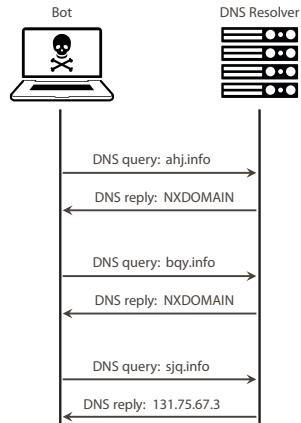 Bot
DNS Resolver
DNS query: ahj.info
DNS reply: NXDOMAIN
DNS query: bqy.info
DNS reply: NXDOMAIN
DNS query: sjq.info
DNS reply: 131.75.67.3